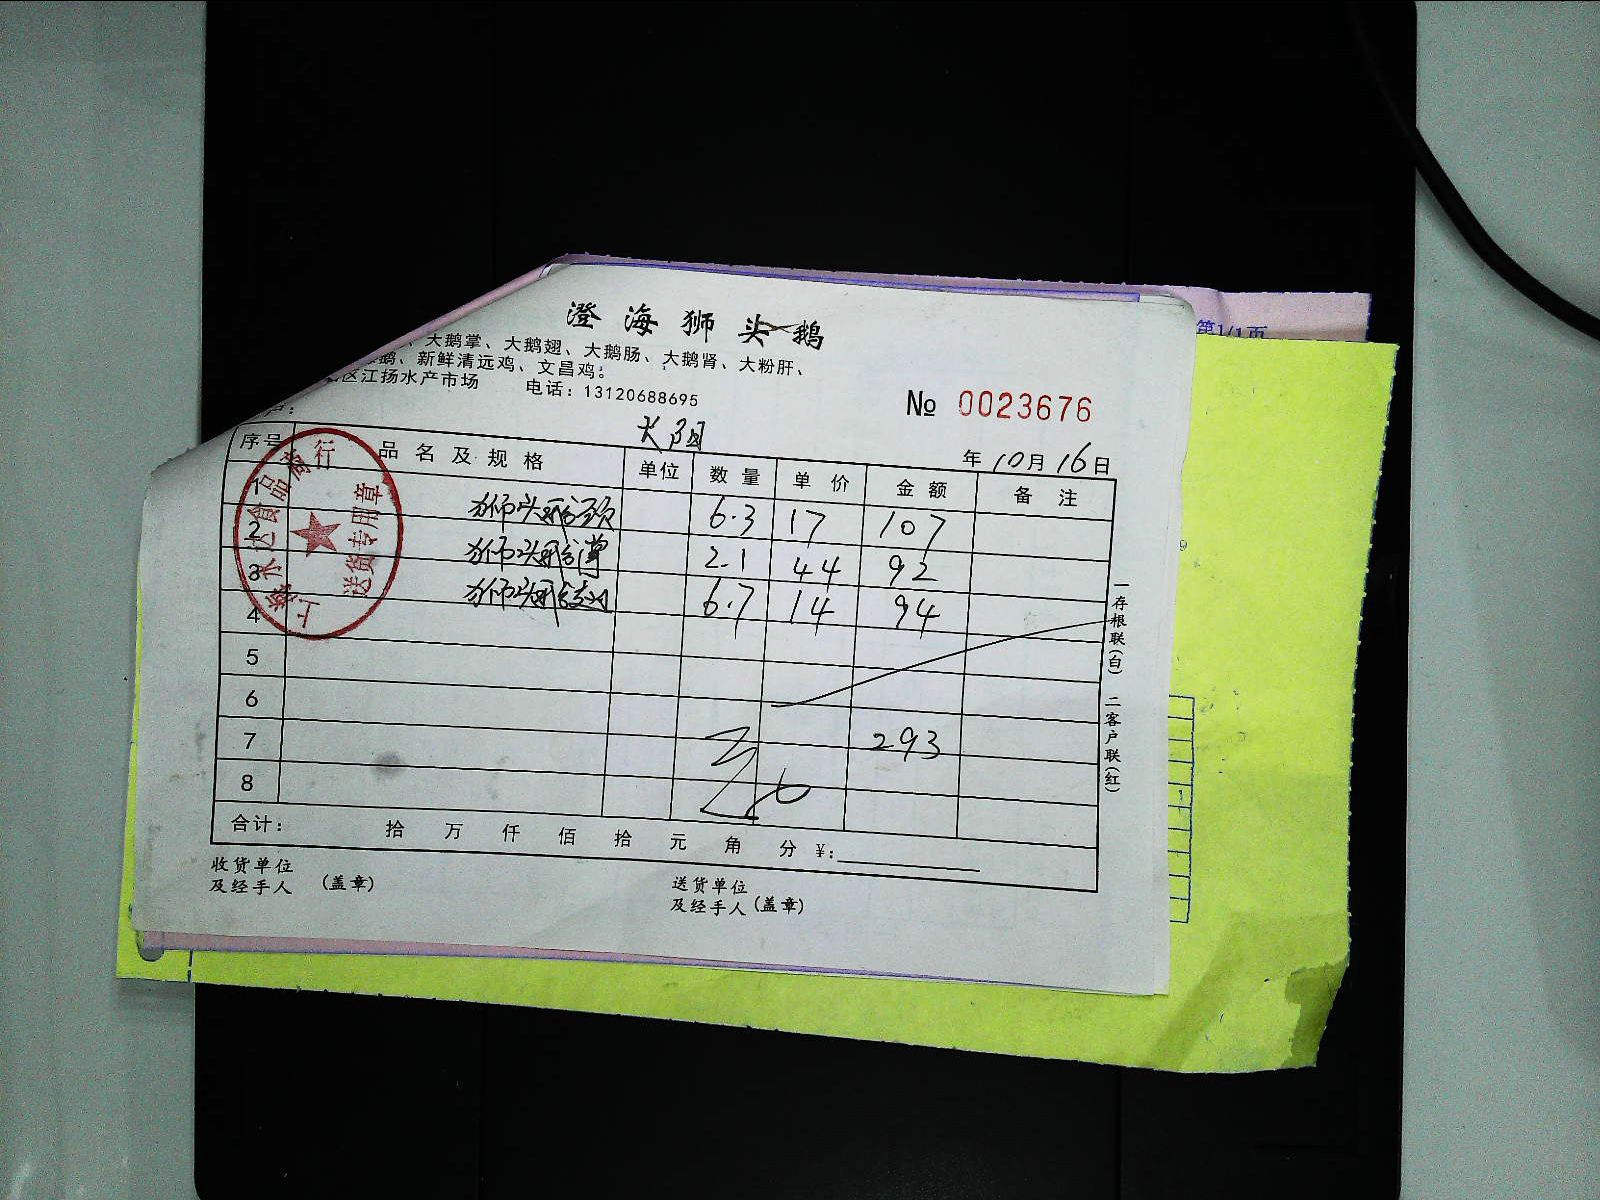 澄海狮头鹅
、大鹅掌、大鹅翅、大鹅肠、大鹅肾、大粉肝、
鹅、新鲜清远鸡、文昌鸡。
区江扬水产市场 电话：13120688695
第1/1页
№ 0023676
户：
年 10月 16日
序号 品名及规格 单位 数量 单价 金额 备注
1 狮头鹅头颈 6.3 17 107
2 狮头鹅掌 2.1 44 92
3 狮头鹅翅 6.7 14 94
4
5
6
7 293
8
合计： 拾 万 仟 佰 拾 元 角 分 ¥：
收货单位
及经手人 （盖章）
送货单位
及经手人（盖章）
一存根联(白) 二客户联(红)
食品商行
送货专用章